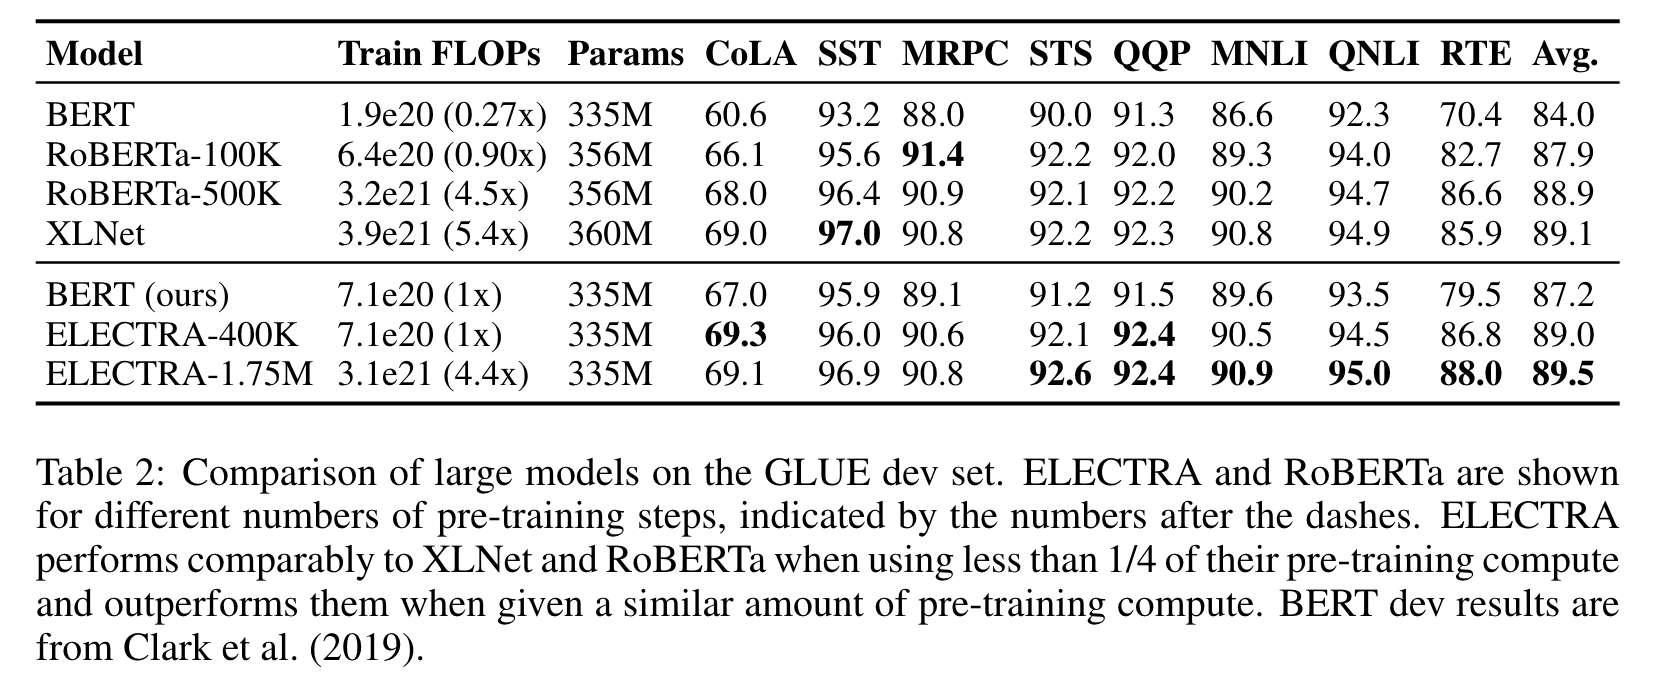 Model Train FLOPs Params CoLA SST MRPC STS QQP MNLI QNLI RTE Avg.
BERT 1.9e20 (0.27x) 335M 60.6 93.2 88.0 90.0 91.3 86.6 92.3 70.4 84.0
RoBERTa-100K 6.4e20 (0.90x) 356M 66.1 95.6 91.4 92.2 92.0 89.3 94.0 82.7 87.9
RoBERTa-500K 3.2e21 (4.5x) 356M 68.0 96.4 90.9 92.1 92.2 90.2 94.7 86.6 88.9
XLNet 3.9e21 (5.4x) 360M 69.0 97.0 90.8 92.2 92.3 90.8 94.9 85.9 89.1
BERT (ours) 7.1e20 (1x) 335M 67.0 95.9 89.1 91.2 91.5 89.6 93.5 79.5 87.2
ELECTRA-400K 7.1e20 (1x) 335M 69.3 96.0 90.6 92.1 92.4 90.5 94.5 86.8 89.0
ELECTRA-1.75M 3.1e21 (4.4x) 335M 69.1 96.9 90.8 92.6 92.4 90.9 95.0 88.0 89.5
Table 2: Comparison of large models on the GLUE dev set. ELECTRA and RoBERTa are shown
for different numbers of pre-training steps, indicated by the numbers after the dashes. ELECTRA
performs comparably to XLNet and RoBERTa when using less than 1/4 of their pre-training compute
and outperforms them when given a similar amount of pre-training compute. BERT dev results are
from Clark et al. (2019).